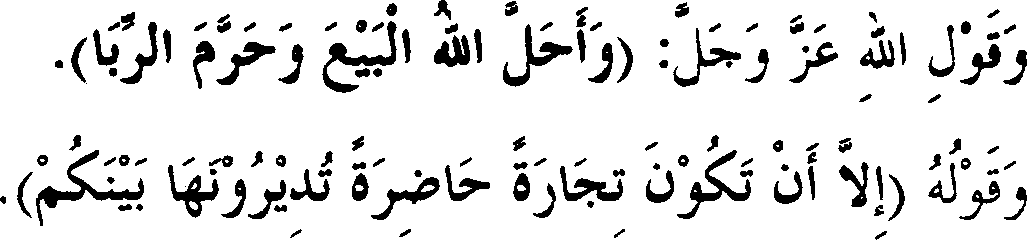 وَقَوْلِ اللهِ عَزَّ وَجَلَّ: (وَأَحَلَّ اللهُ الْبَيْعَ وَحَرَّمَ الرِّبَا).
وَقَوْلُهُ (إِلاَّ أَنْ تَكُوْنَ تِجَارَةً حَاضِرَةً تُدِيْرُوْنَهَا بَيْنَكُمْ).